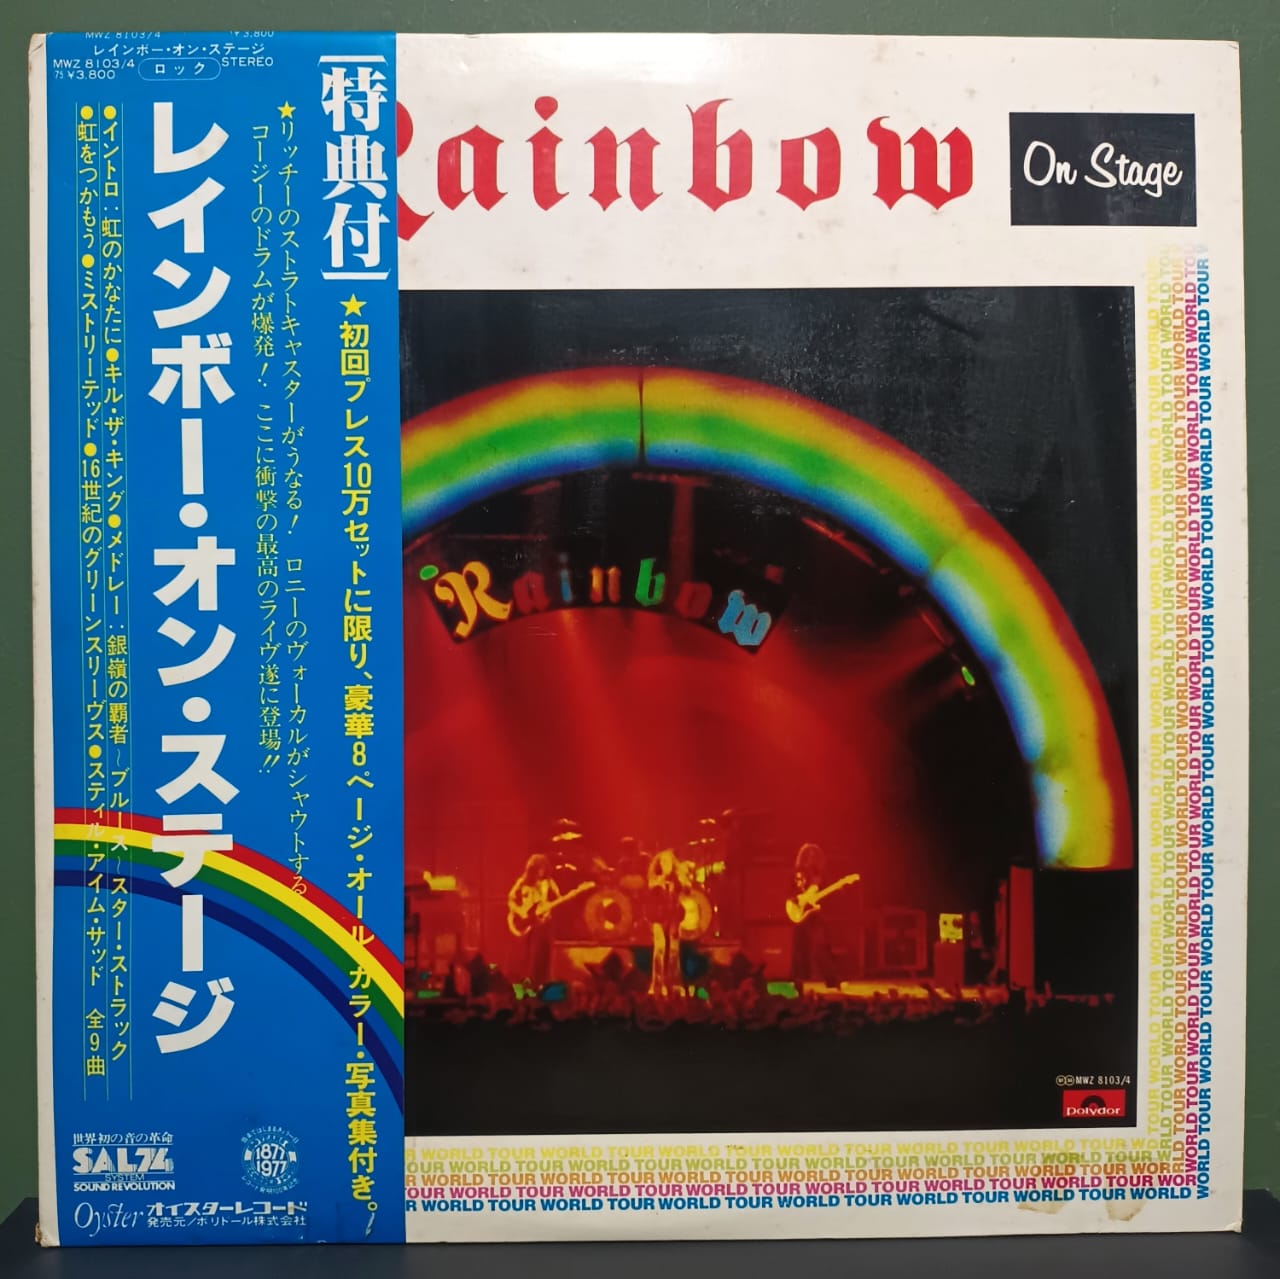 MWZ 8103/4 ¥3.800
レインボー・オン・ステージ
MWZ 8103/4 ロック STEREO
75 ¥3.800
[特典付]
★初回プレス10万セットに限り、豪華8ページ・オール・カラー・写真集付き。
★リッチーのストラトキャスターがうなる! ロニーのヴォーカルがシャウトする
コージーのドラムが爆発!. ここに衝撃の最高のライヴ遂に登場!!
レインボー・オン・ステージ
●イントロ:虹のかなたに●キル・ザ・キング●メドレー:銀嶺の覇者~ブルース~スター・ストラック
●虹をつかもう●ミストリーテッド●16世紀のグリーンスリーヴス●スティル・アイム・サッド 全9曲
世界初の音の革命
SAL74
SYSTEM
SOUND REVOLUTION
1877
1977
Oyster オイスターレコード
発売元/ポリドール株式会社
Rainbow
On Stage
Rainbow
MWZ 8103/4
Polydor
WORLD TOUR WORLD TOUR WORLD TOUR WORLD TOUR WORLD TOUR WORLD TOUR WORLD TOUR
TOUR WORLD TOUR WORLD TOUR WORLD TOUR WORLD TOUR WORLD TOUR WORLD TOUR